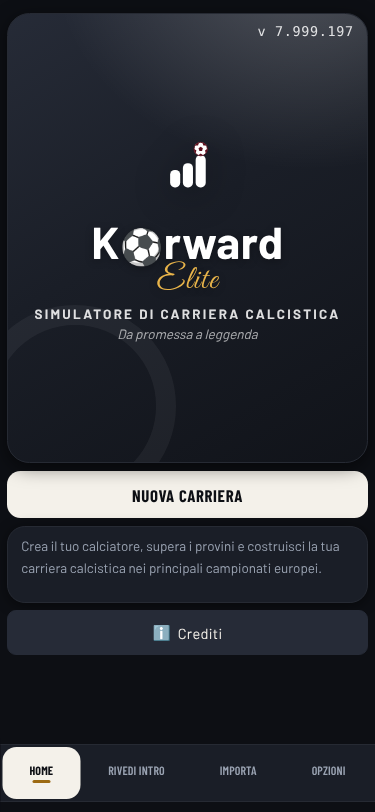 v 7.999.197
K⚽rward
Elite
SIMULATORE DI CARRIERA CALCISTICA
Da promessa a leggenda
NUOVA CARRIERA
Crea il tuo calciatore, supera i provini e costruisci la tua
carriera calcistica nei principali campionati europei.
ℹ️ Crediti
HOME
RIVEDI INTRO
IMPORTA
OPZIONI